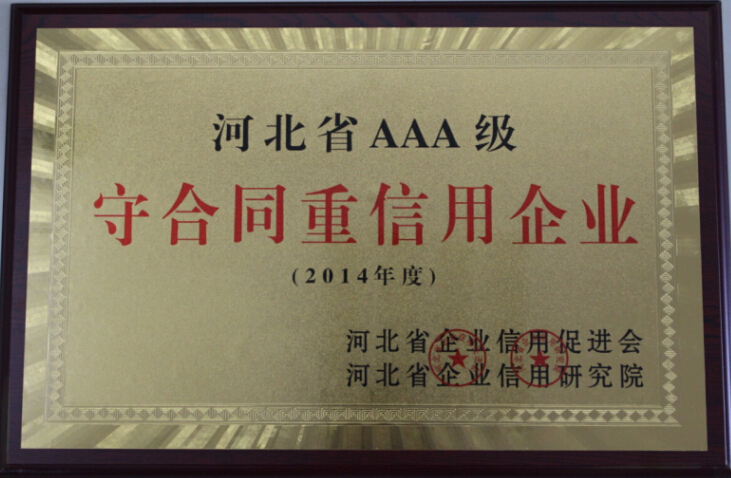 河北省AAA级
守合同重信用企业
(2014年度)
河北省企业信用促进会
河北省企业信用研究院